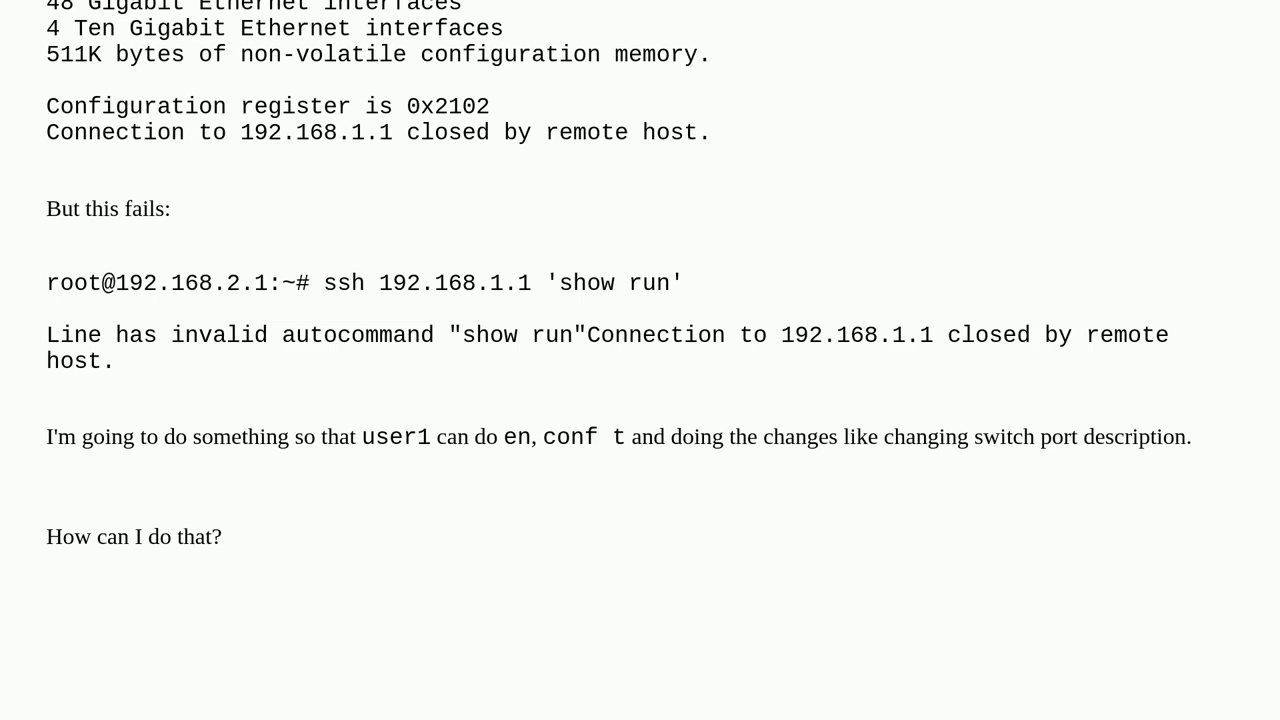 48 Gigabit Ethernet interfaces
4 Ten Gigabit Ethernet interfaces
511K bytes of non-volatile configuration memory.
Configuration register is 0x2102
Connection to 192.168.1.1 closed by remote host.
But this fails:
root@192.168.2.1:~# ssh 192.168.1.1 'show run'
Line has invalid autocommand "show run"Connection to 192.168.1.1 closed by remote
host.
I'm going to do something so that user1 can do en, conf t and doing the changes like changing switch port description.
How can I do that?